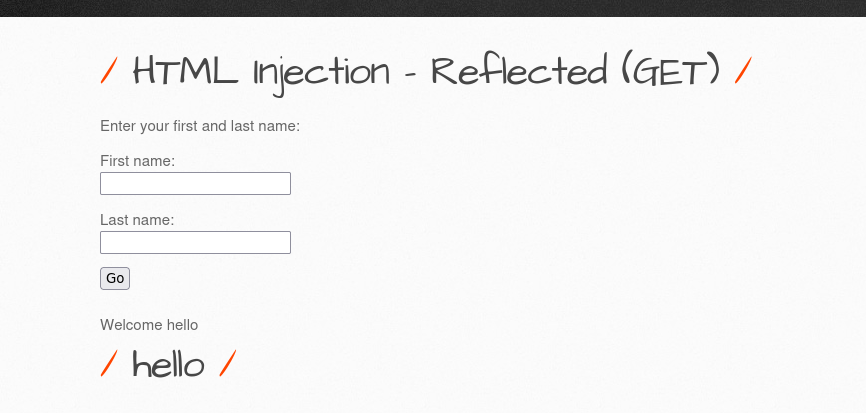 / HTML Injection - Reflected (GET) /
Enter your first and last name:
First name:
Last name:
Go
Welcome hello
/ hello /